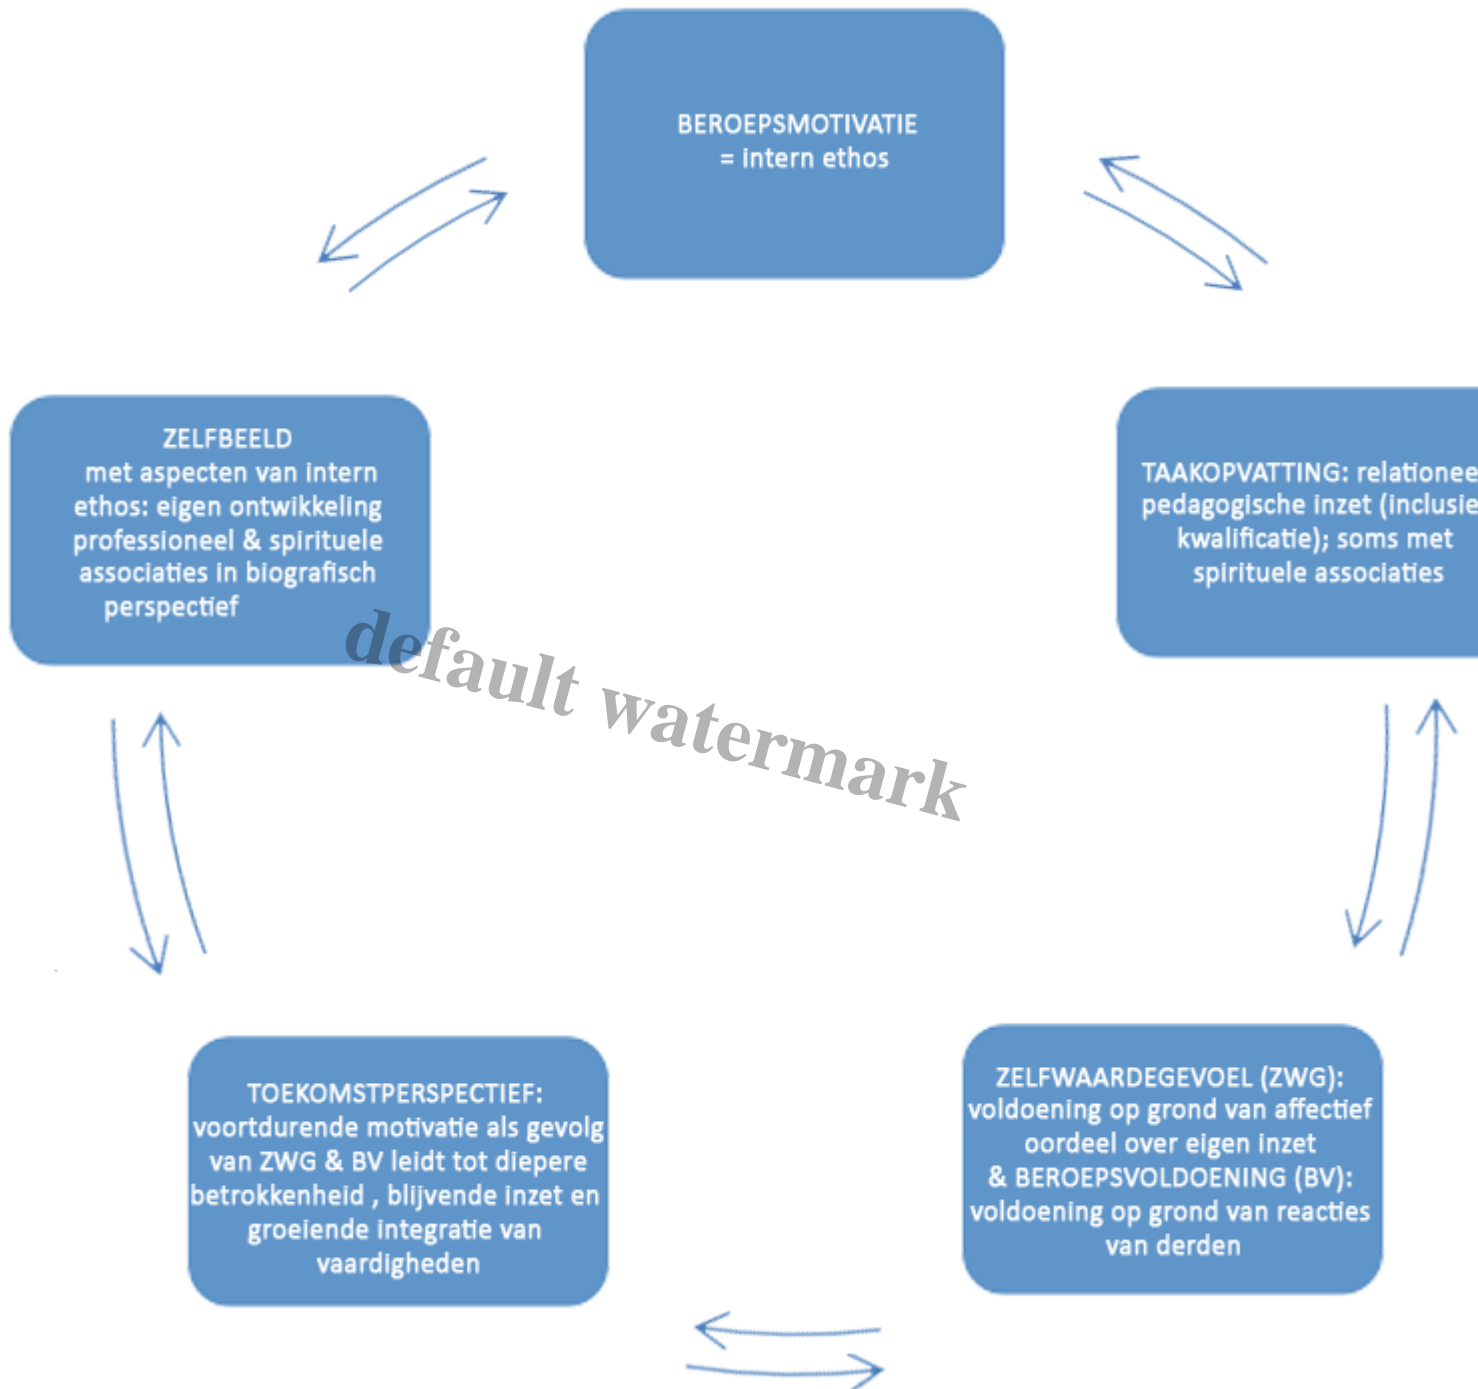 BEROEPSMOTIVATIE
= intern ethos
ZELFBEELD
met aspecten van intern
ethos: eigen ontwikkeling
professioneel & spirituele
associaties in biografisch
perspectief
TAAKOPVATTING: relationee
pedagogische inzet (inclusie
kwalificatie); soms met
spirituele associaties
default watermark
TOEKOMSTPERSPECTIEF:
voortdurende motivatie als gevolg
van ZWG & BV leidt tot diepere
betrokkenheid , blijvende inzet en
groeiende integratie van
vaardigheden
ZELFWAARDEGEVOEL (ZWG):
voldoening op grond van affectief
oordeel over eigen inzet
& BEROEPSVOLDOENING (BV):
voldoening op grond van reacties
van derden